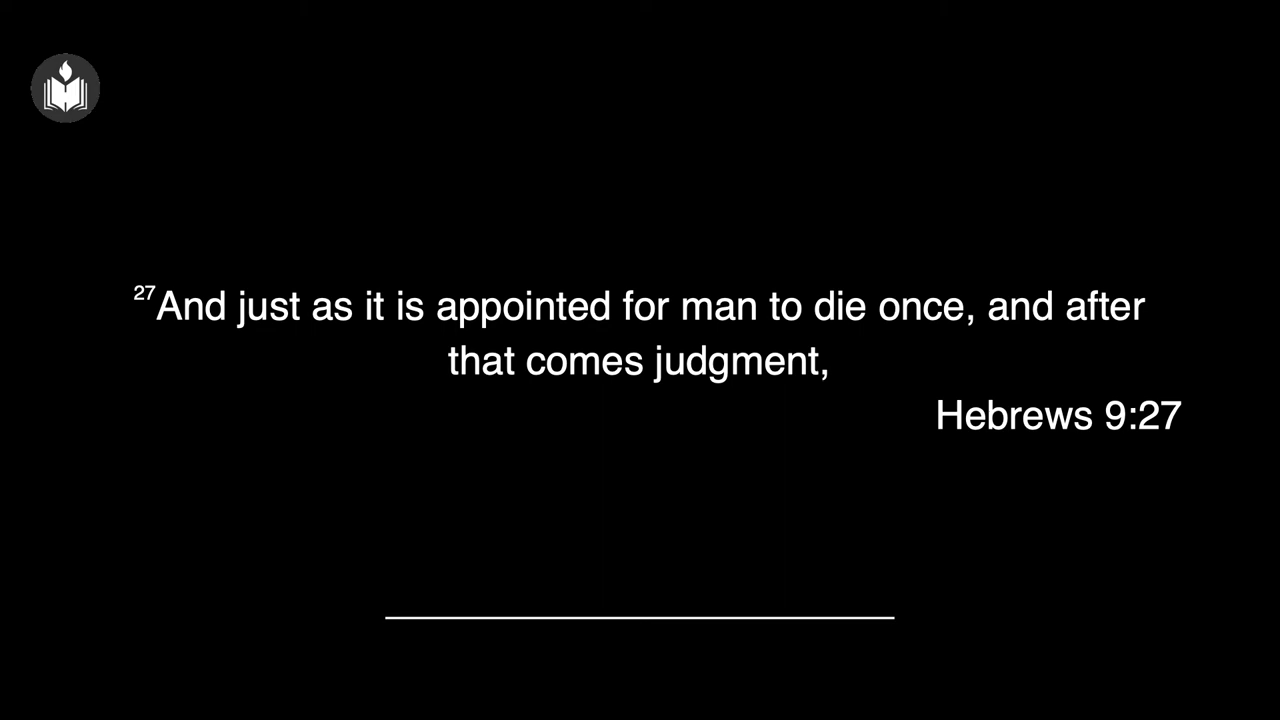 27And just as it is appointed for man to die once, and after
that comes judgment,
Hebrews 9:27